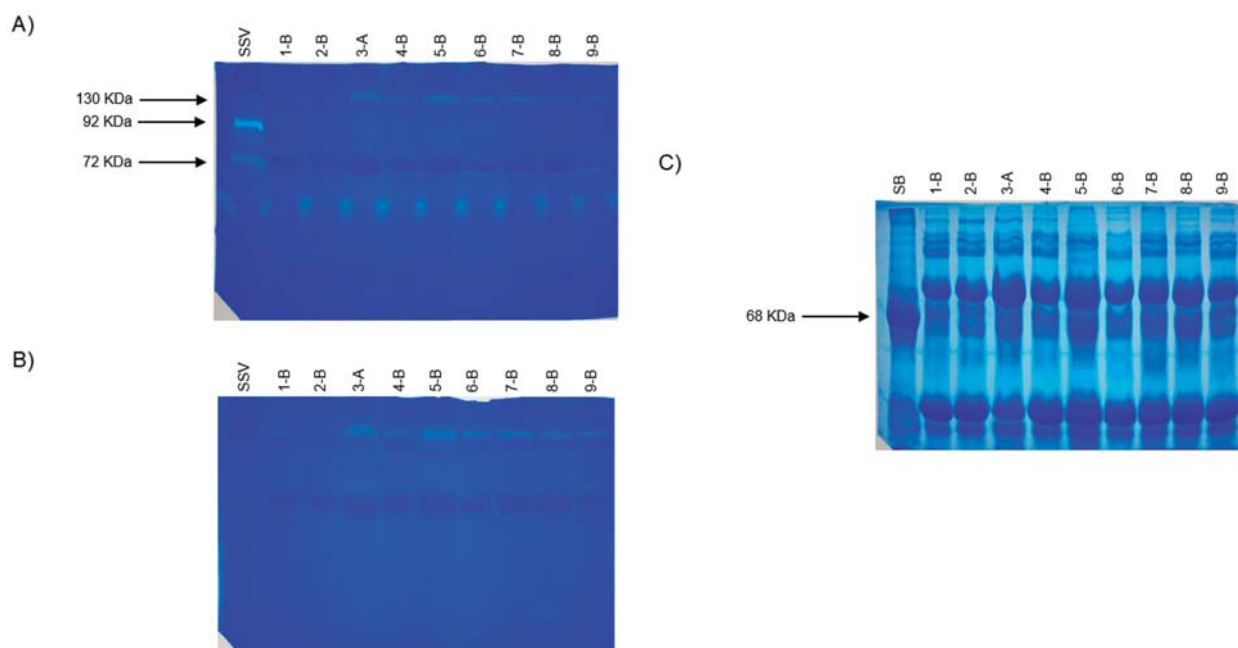 A)
SSV 1-B 2-B 3-A 4-B 5-B 6-B 7-B 8-B 9-B
130 KDa
92 KDa
72 KDa
B)
SSV 1-B 2-B 3-A 4-B 5-B 6-B 7-B 8-B 9-B
C)
SB 1-B 2-B 3-A 4-B 5-B 6-B 7-B 8-B 9-B
68 KDa